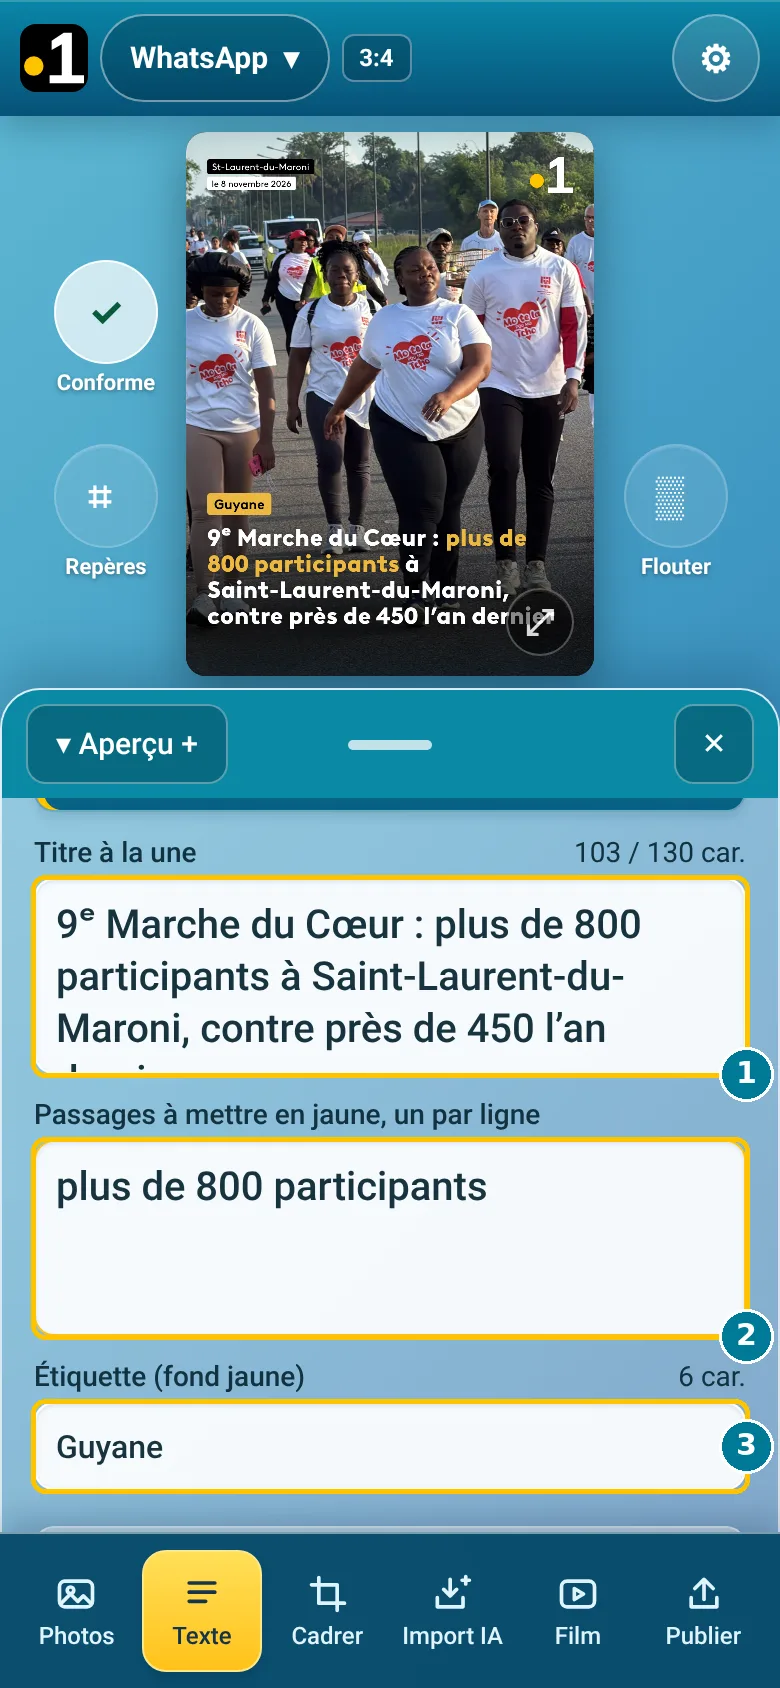 1
WhatsApp ▼
3:4
St-Laurent-du-Maroni
le 8 novembre 2026
1
Conforme
Repères
Flouter
Guyane
9ᵉ Marche du Cœur : plus de
800 participants à
Saint-Laurent-du-Maroni,
contre près de 450 l’an dernier
▾ Aperçu +
×
Titre à la une
103 / 130 car.
9ᵉ Marche du Cœur : plus de 800
participants à Saint-Laurent-du-
Maroni, contre près de 450 l’an
1
Passages à mettre en jaune, un par ligne
plus de 800 participants
2
Étiquette (fond jaune)
6 car.
Guyane
3
Photos
Texte
Cadrer
Import IA
Film
Publier